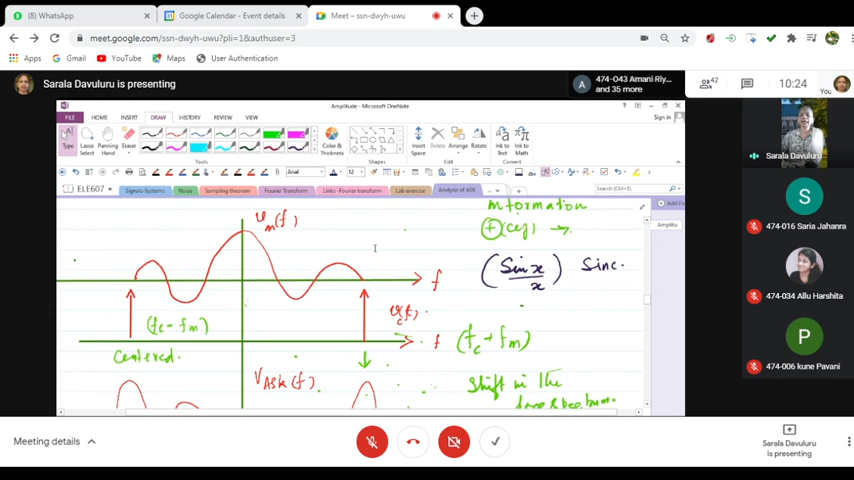 (8) WhatsApp
Google Calendar - Event details
Meet – ssn-dwyh-uwu
meet.google.com/ssn-dwyh-uwu?pli=1&authuser=3
Gmail
YouTube
Maps
User Authentication
Sarala Davuluru is presenting
474-043 Amani Riy...
and 35 more
42
10:24
You
Amplitude - Microsoft OneNote
FILE
HOME
INSERT
DRAW
HISTORY
REVIEW
VIEW
Sign in
Type
Lasso Select
Panning Hand
Eraser
Color & Thickness
Insert Space
Delete
Arrange
Rotate
Ink to Text
Ink to Math
Tools
Shapes
Edit
Convert
Arial
12
ELE607
Signals-Systems
Noise
Sampling theorem
Fourier Transform
Links -Fourier transform
Lab exercise
Analysis of ASK
Search (Ctrl+E)
Add
Amplitu
Vm(f)
information
f
(Sin x / x) Sinc.
(fc - fm)
Vc(f).
f
(fc + fm)
Centered.
VASK(f).
shift in the
Sarala Davuluru
S
474-016 Saria Jahanra
474-034 Allu Harshita
P
474-006 kune Pavani
Meeting details
Sarala Davuluru
is presenting